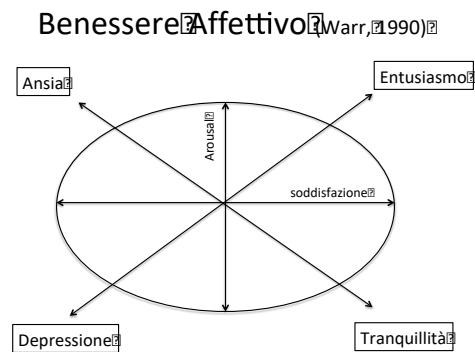 Benessere Affettivo (Warr, 1990)
Ansia
Entusiasmo
Arousal
soddisfazione
Depressione
Tranquillità